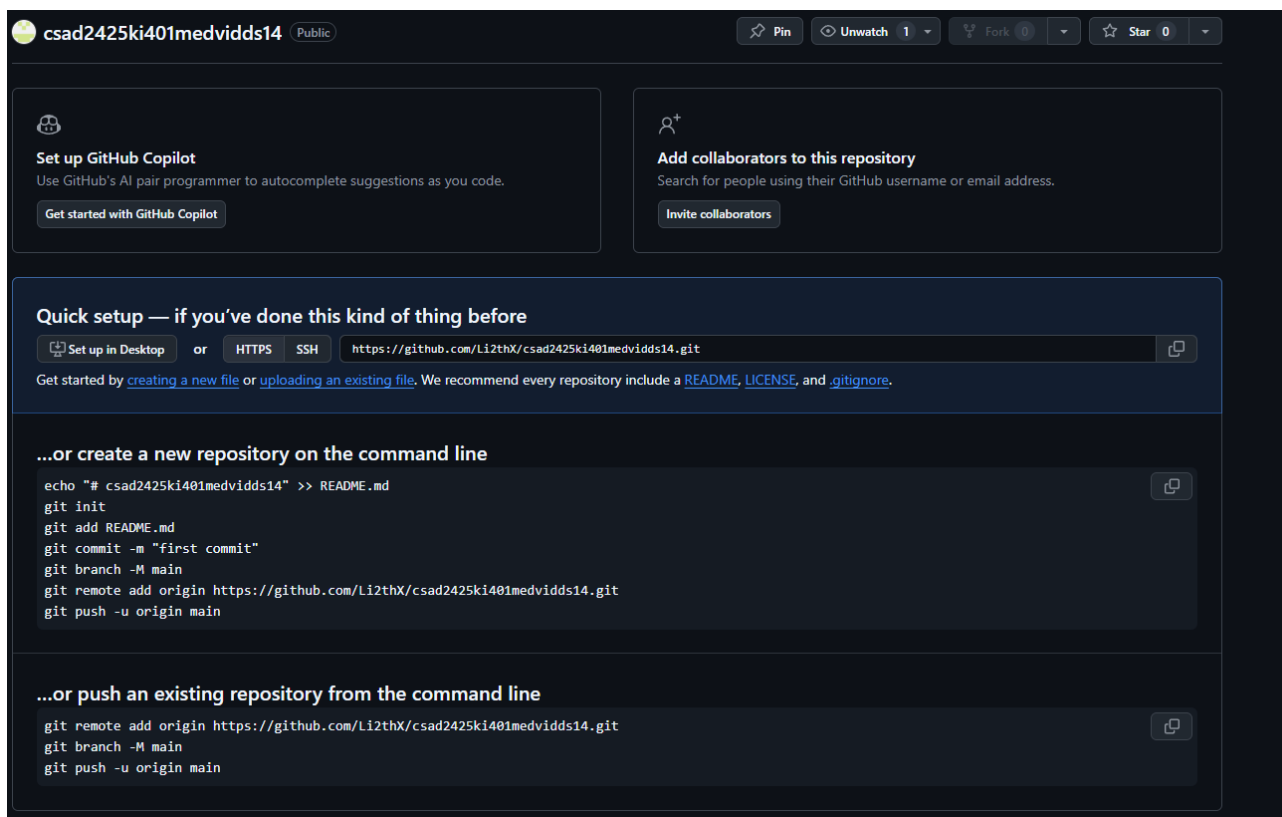 csad2425ki401medvidds14 Public Pin Unwatch 1 Fork 0 Star 0
Set up GitHub Copilot
Use GitHub's AI pair programmer to autocomplete suggestions as you code.
Get started with GitHub Copilot
Add collaborators to this repository
Search for people using their GitHub username or email address.
Invite collaborators
Quick setup — if you've done this kind of thing before
Set up in Desktop or HTTPS SSH https://github.com/Li2thX/csad2425ki401medvidds14.git
Get started by creating a new file or uploading an existing file. We recommend every repository include a README, LICENSE, and .gitignore.
...or create a new repository on the command line
echo "# csad2425ki401medvidds14" >> README.md
git init
git add README.md
git commit -m "first commit"
git branch -M main
git remote add origin https://github.com/Li2thX/csad2425ki401medvidds14.git
git push -u origin main
...or push an existing repository from the command line
git remote add origin https://github.com/Li2thX/csad2425ki401medvidds14.git
git branch -M main
git push -u origin main